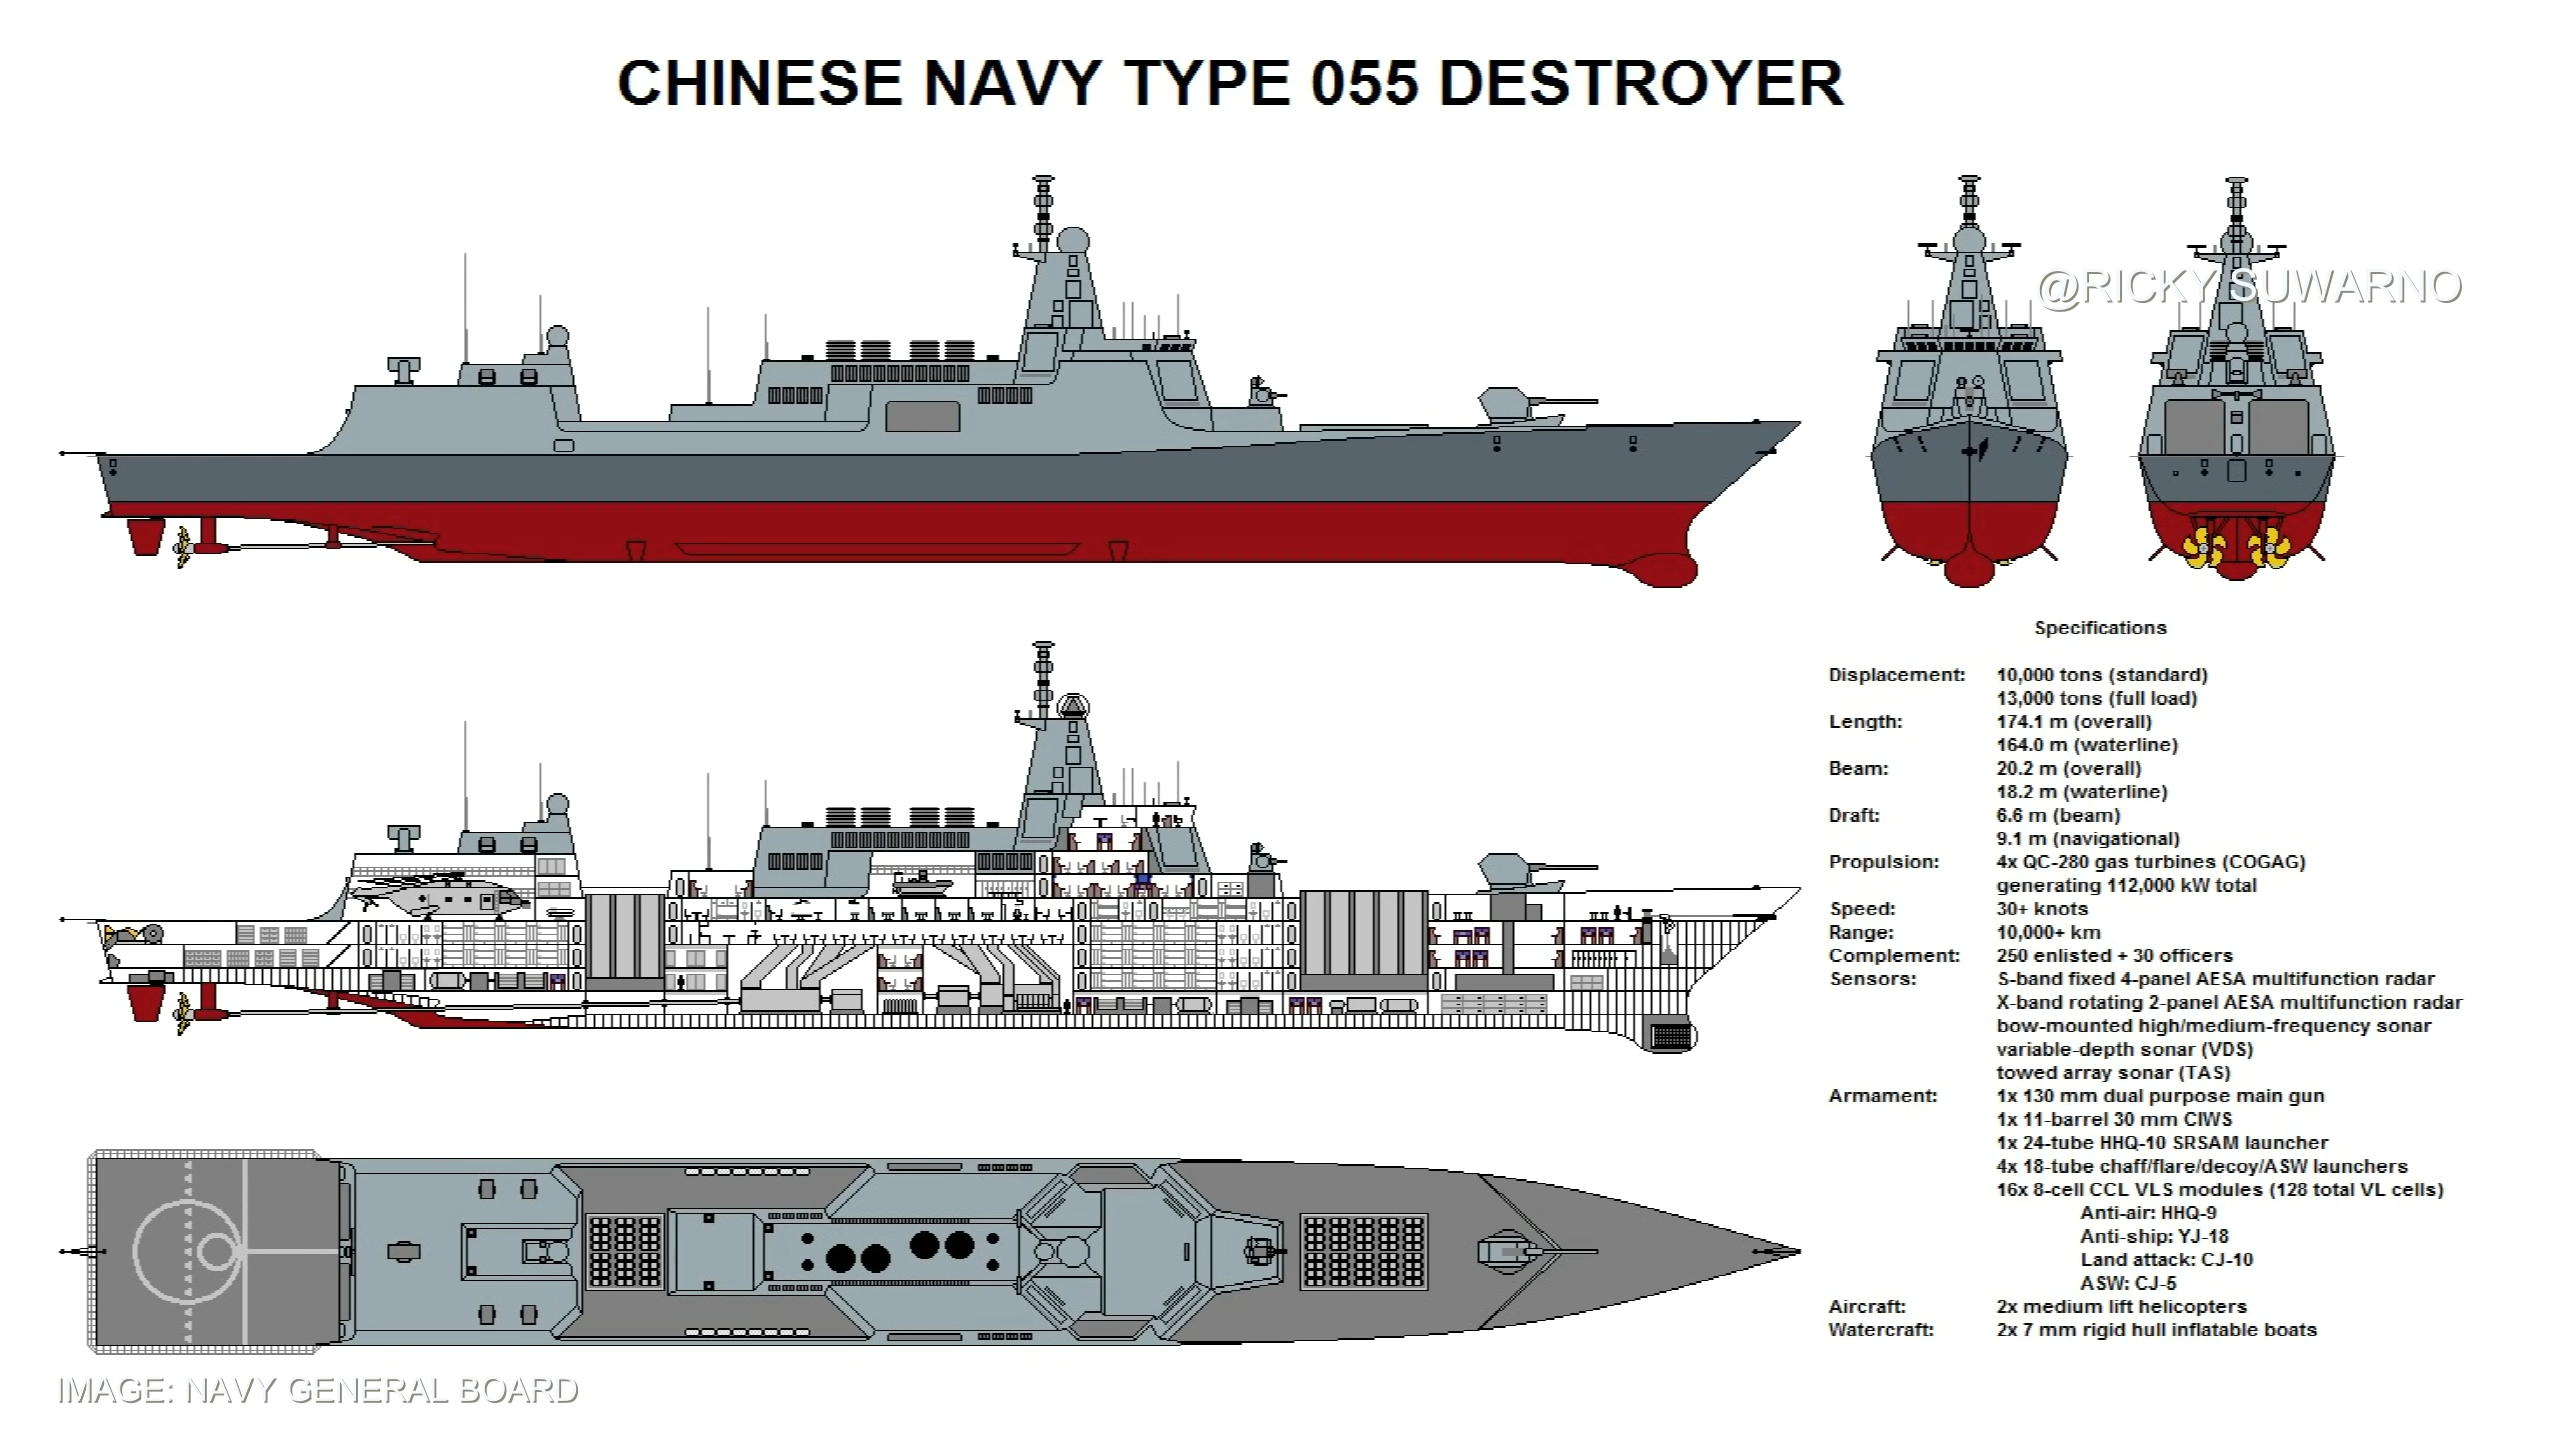 CHINESE NAVY TYPE 055 DESTROYER
@RICKY SUWARNO
Specifications
Displacement: 10,000 tons (standard)
13,000 tons (full load)
Length: 174.1 m (overall)
164.0 m (waterline)
Beam: 20.2 m (overall)
18.2 m (waterline)
Draft: 6.6 m (beam)
9.1 m (navigational)
Propulsion: 4x QC-280 gas turbines (COGAG)
generating 112,000 kW total
Speed: 30+ knots
Range: 10,000+ km
Complement: 250 enlisted + 30 officers
Sensors: S-band fixed 4-panel AESA multifunction radar
X-band rotating 2-panel AESA multifunction radar
bow-mounted high/medium-frequency sonar
variable-depth sonar (VDS)
towed array sonar (TAS)
Armament: 1x 130 mm dual purpose main gun
1x 11-barrel 30 mm CIWS
1x 24-tube HHQ-10 SRSAM launcher
4x 18-tube chaff/flare/decoy/ASW launchers
16x 8-cell CCL VLS modules (128 total VL cells)
Anti-air: HHQ-9
Anti-ship: YJ-18
Land attack: CJ-10
ASW: CJ-5
Aircraft: 2x medium lift helicopters
Watercraft: 2x 7 mm rigid hull inflatable boats
IMAGE: NAVY GENERAL BOARD